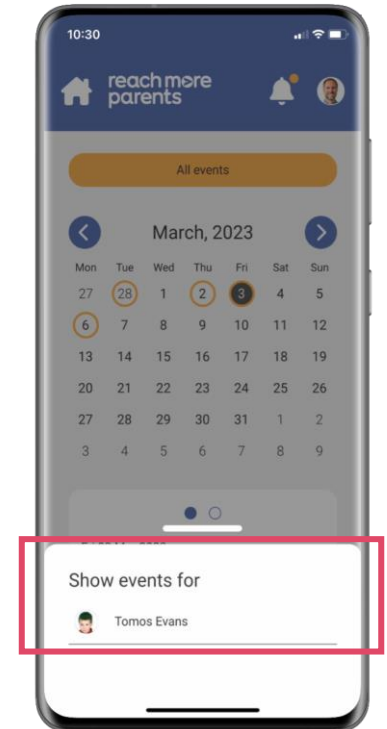 10:30
reach more
parents
All events
March, 2023
Mon Tue Wed Thu Fri Sat Sun
27 28 1 2 3 4 5
6 7 8 9 10 11 12
13 14 15 16 17 18 19
20 21 22 23 24 25 26
27 28 29 30 31 1 2
3 4 5 6 7 8 9
Show events for
Tomos Evans